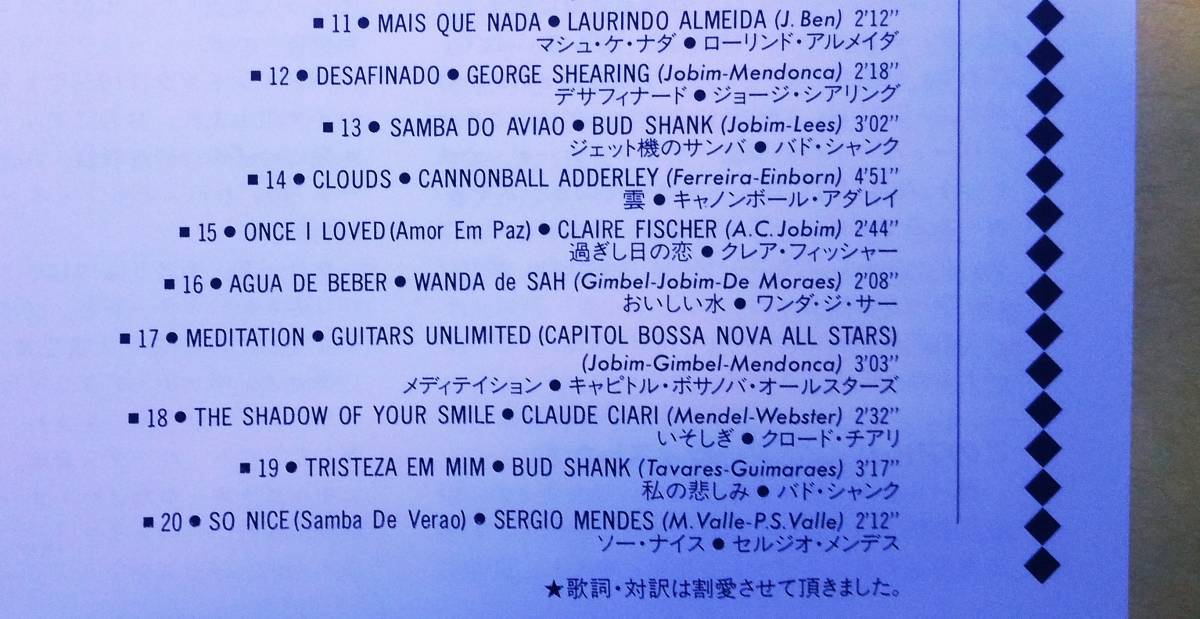 ■11●MAIS QUE NADA●LAURINDO ALMEIDA (J. Ben) 2'12"
マシュ・ケ・ナダ●ローリンド・アルメイダ
■12●DESAFINADO●GEORGE SHEARING (Jobim-Mendonca) 2'18"
デサフィナード●ジョージ・シアリング
■13●SAMBA DO AVIAO●BUD SHANK (Jobim-Lees) 3'02"
ジェット機のサンバ●バド・シャンク
■14●CLOUDS●CANNONBALL ADDERLEY (Ferreira-Einborn) 4'51"
雲●キャノンボール・アダレイ
■15●ONCE I LOVED(Amor Em Paz)●CLAIRE FISCHER (A.C.Jobim) 2'44"
過ぎし日の恋●クレア・フィッシャー
■16●AGUA DE BEBER●WANDA de SAH (Gimbel-Jobim-De Moraes) 2'08"
おいしい水●ワンダ・ジ・サー
■17●MEDITATION●GUITARS UNLIMITED (CAPITOL BOSSA NOVA ALL STARS)
(Jobim-Gimbel-Mendonca) 3'03"
メディテイション●キャピトル・ボサノバ・オールスターズ
■18●THE SHADOW OF YOUR SMILE●CLAUDE CIARI (Mendel-Webster) 2'32"
いそしぎ●クロード・チアリ
■19●TRISTEZA EM MIM●BUD SHANK (Tavares-Guimaraes) 3'17"
私の悲しみ●バド・シャンク
■20●SO NICE(Samba De Verao)●SERGIO MENDES (M.Valle-P.S.Valle) 2'12"
ソー・ナイス●セルジオ・メンデス
★歌詞・対訳は割愛させて頂きました。